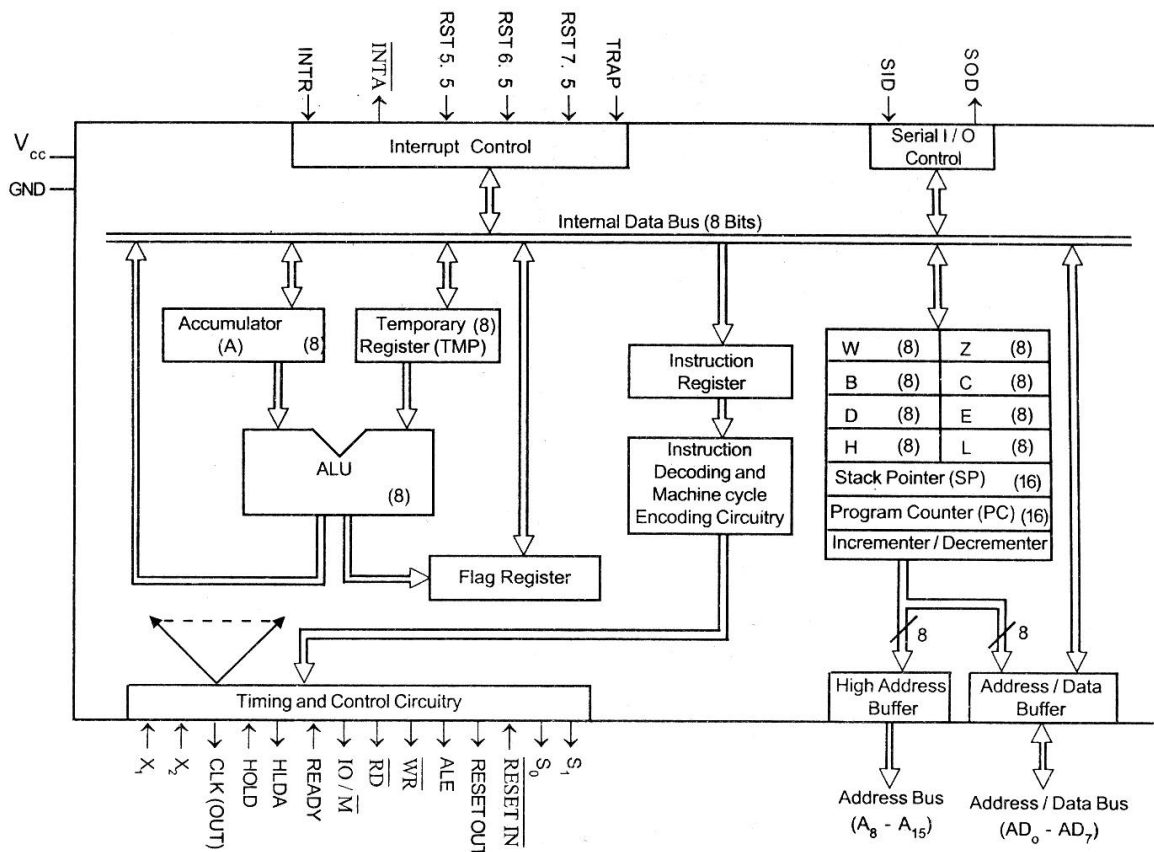 INTR
INTA
RST 5. 5
RST 6. 5
RST 7. 5
TRAP
SID
SOD
Vcc
GND
Interrupt Control
Serial I / O
Control
Internal Data Bus (8 Bits)
Accumulator
(A) (8)
Temporary (8)
Register (TMP)
Instruction
Register
W (8) Z (8)
B (8) C (8)
D (8) E (8)
H (8) L (8)
Stack Pointer (SP) (16)
Program Counter (PC) (16)
Incrementer / Decrementer
ALU
(8)
Instruction
Decoding and
Machine cycle
Encoding Circuitry
Flag Register
8
8
Timing and Control Circuitry
High Address
Buffer
Address / Data
Buffer
X1
X2
CLK (OUT)
HOLD
HLDA
READY
IO / M
RD
WR
ALE
RESET OUT
RESET IN
S0
S1
Address Bus
(A8 - A15)
Address / Data Bus
(AD0 - AD7)